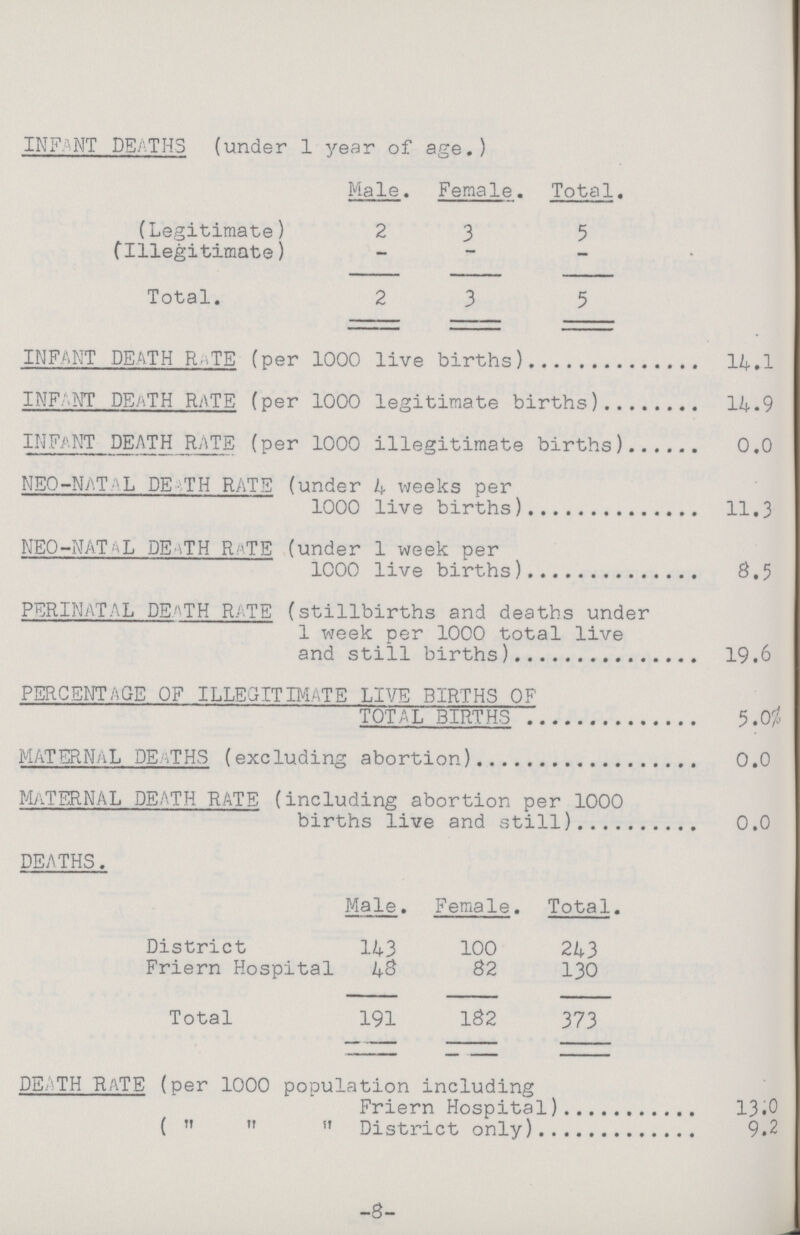 INFANT DEATHS (under 1 year of age.)
Male. Female. Total.
(Legitimate) 2 3 5
(Illegitimate) - - -
Total. 2 3 5
INFANT DEATH RATE (per 1000 live births)............... 14.1
INFANT DEATH RATE (per 1000 legitimate births)........ 14.9
INFANT DEATH RATE (per 1000 illegitimate births)...... 0.0
NEO-NATAL DEATH RATE (under 4 weeks per
1000 live births).............. 11.3
NEO-NATAL DEATH RATE (under 1 week per
1000 live births).............. 8.5
PERINATAL DEATH RATE (stillbirths and deaths under
1 week per 1000 total live
and still births)............... 19.6
PERCENTAGE OF ILLEGITIMATE LIVE BIRTHS OF
TOTAL BIRTHS .............. 5.0%
MATERNAL DEATHS (excluding abortion).................. 0.0
MATERNAL DEATH RATE (including abortion per 1000
births live and still).......... 0.0
DEATHS.
Male. Female. Total.
District 143 100 243
Friern Hospital 48 82 130
Total 191 182 373
DEATH RATE (per 1000 population including
Friern Hospital)........... 13.0
( " " " District only)............. 9.2
-8-